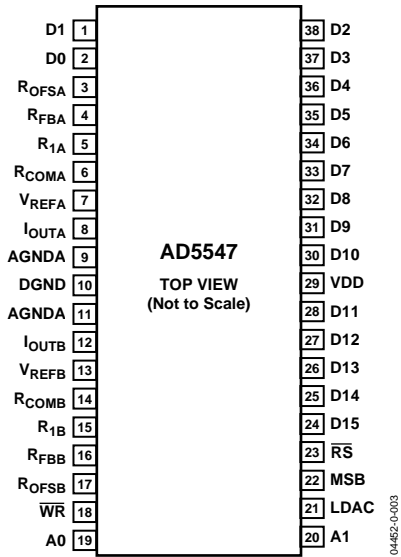 D1 1
D0 2
ROFSA 3
RFBA 4
R1A 5
RCOMA 6
VREFA 7
IOUTA 8
AGNDA 9
DGND 10
AGNDA 11
IOUTB 12
VREFB 13
RCOMB 14
R1B 15
RFBB 16
ROFSB 17
W̅R̅ 18
A0 19
AD5547
TOP VIEW
(Not to Scale)
38 D2
37 D3
36 D4
35 D5
34 D6
33 D7
32 D8
31 D9
30 D10
29 VDD
28 D11
27 D12
26 D13
25 D14
24 D15
23 R̅S̅
22 MSB
21 LDAC
20 A1
04452-0-003